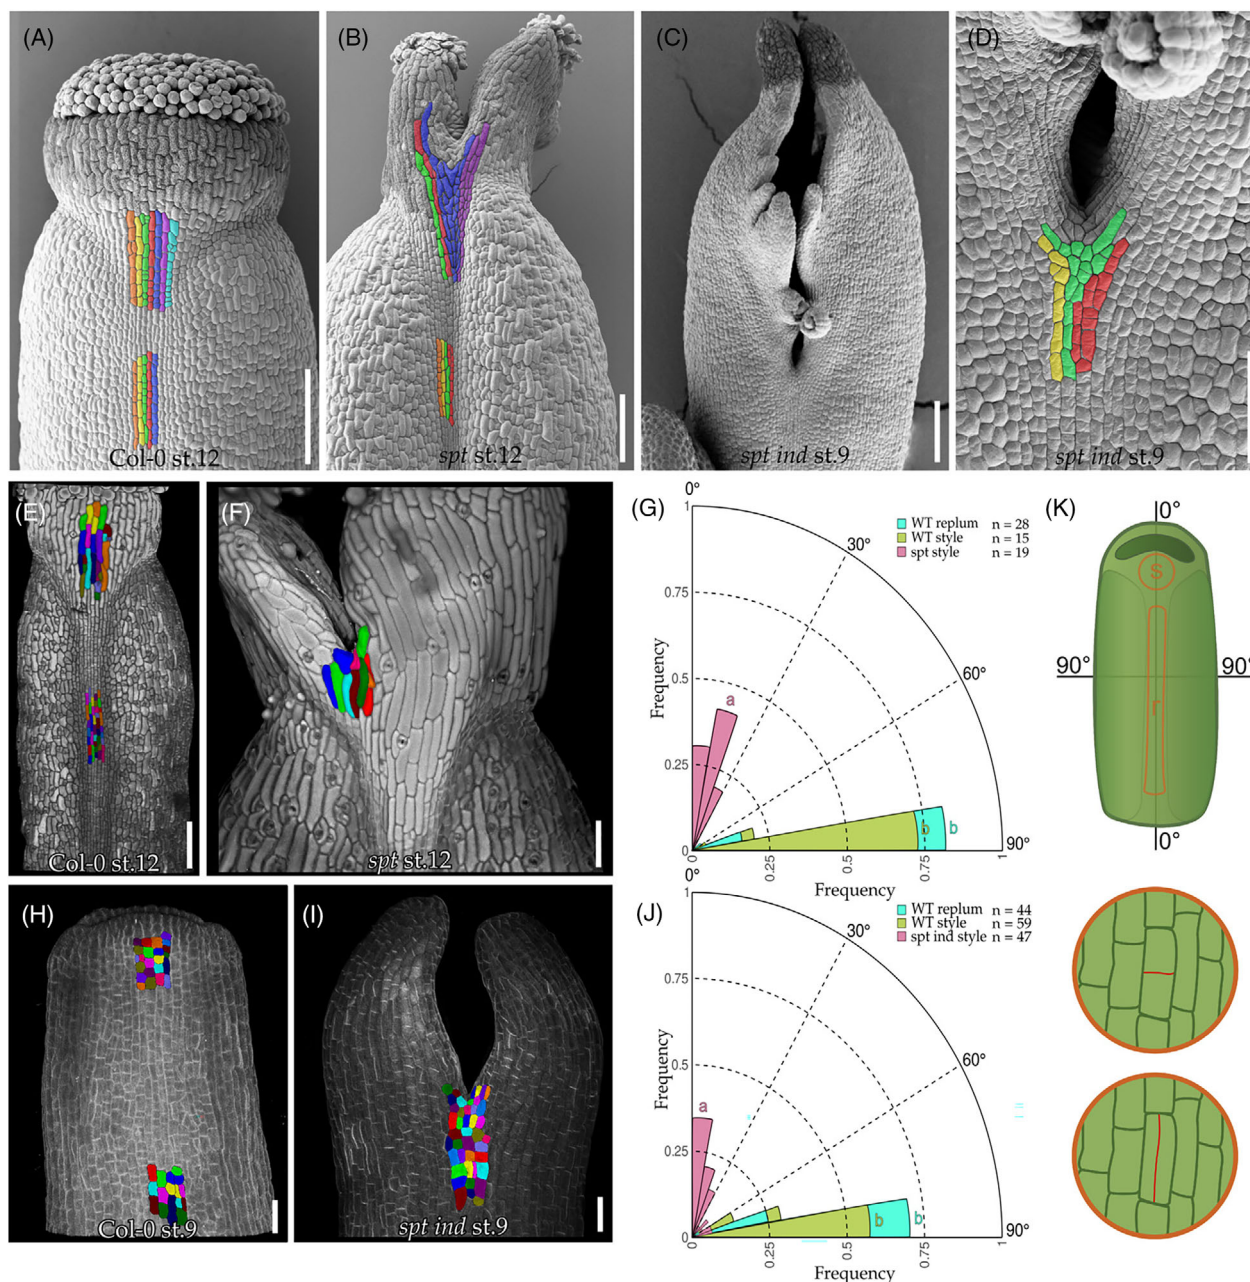 (A)
Col-0 st.12
(B)
spt st.12
(C)
spt ind st.9
(D)
spt ind st.9
(E)
Col-0 st.12
(F)
spt st.12
(G)
0°
30°
60°
90°
1
0.75
0.5
0.25
0
Frequency
WT replum n = 28
WT style n = 15
spt style n = 19
a
b
b
0
0.25
0.5
0.75
1
Frequency
(K)
0°
S
90°
90°
r
0°
(H)
Col-0 st.9
(I)
spt ind st.9
(J)
0°
30°
60°
90°
1
0.75
0.5
0.25
0
Frequency
WT replum n = 44
WT style n = 59
spt ind style n = 47
a
b
b
0
0.25
0.5
0.75
1
Frequency